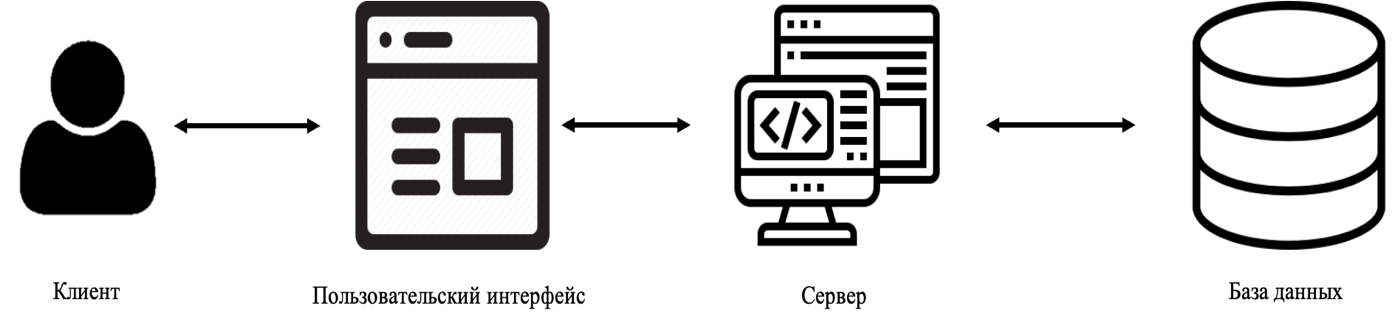 Клиент
Пользовательский интерфейс
Сервер
База данных